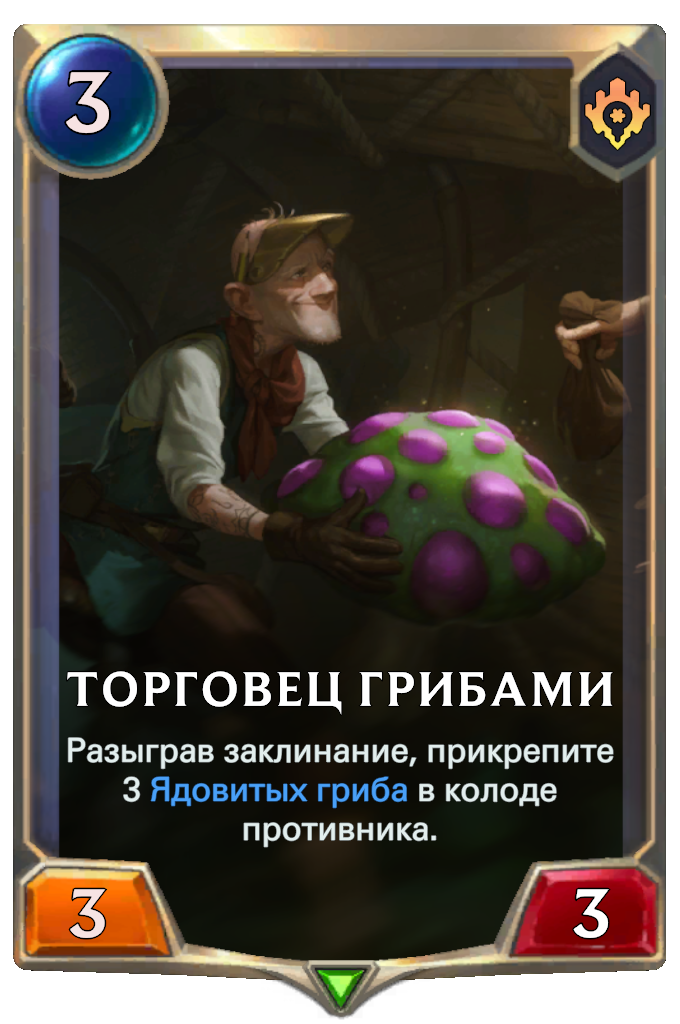 3
ТОРГОВЕЦ ГРИБАМИ
Разыграв заклинание, прикрепите
3 Ядовитых гриба в колоде
противника.
3
3